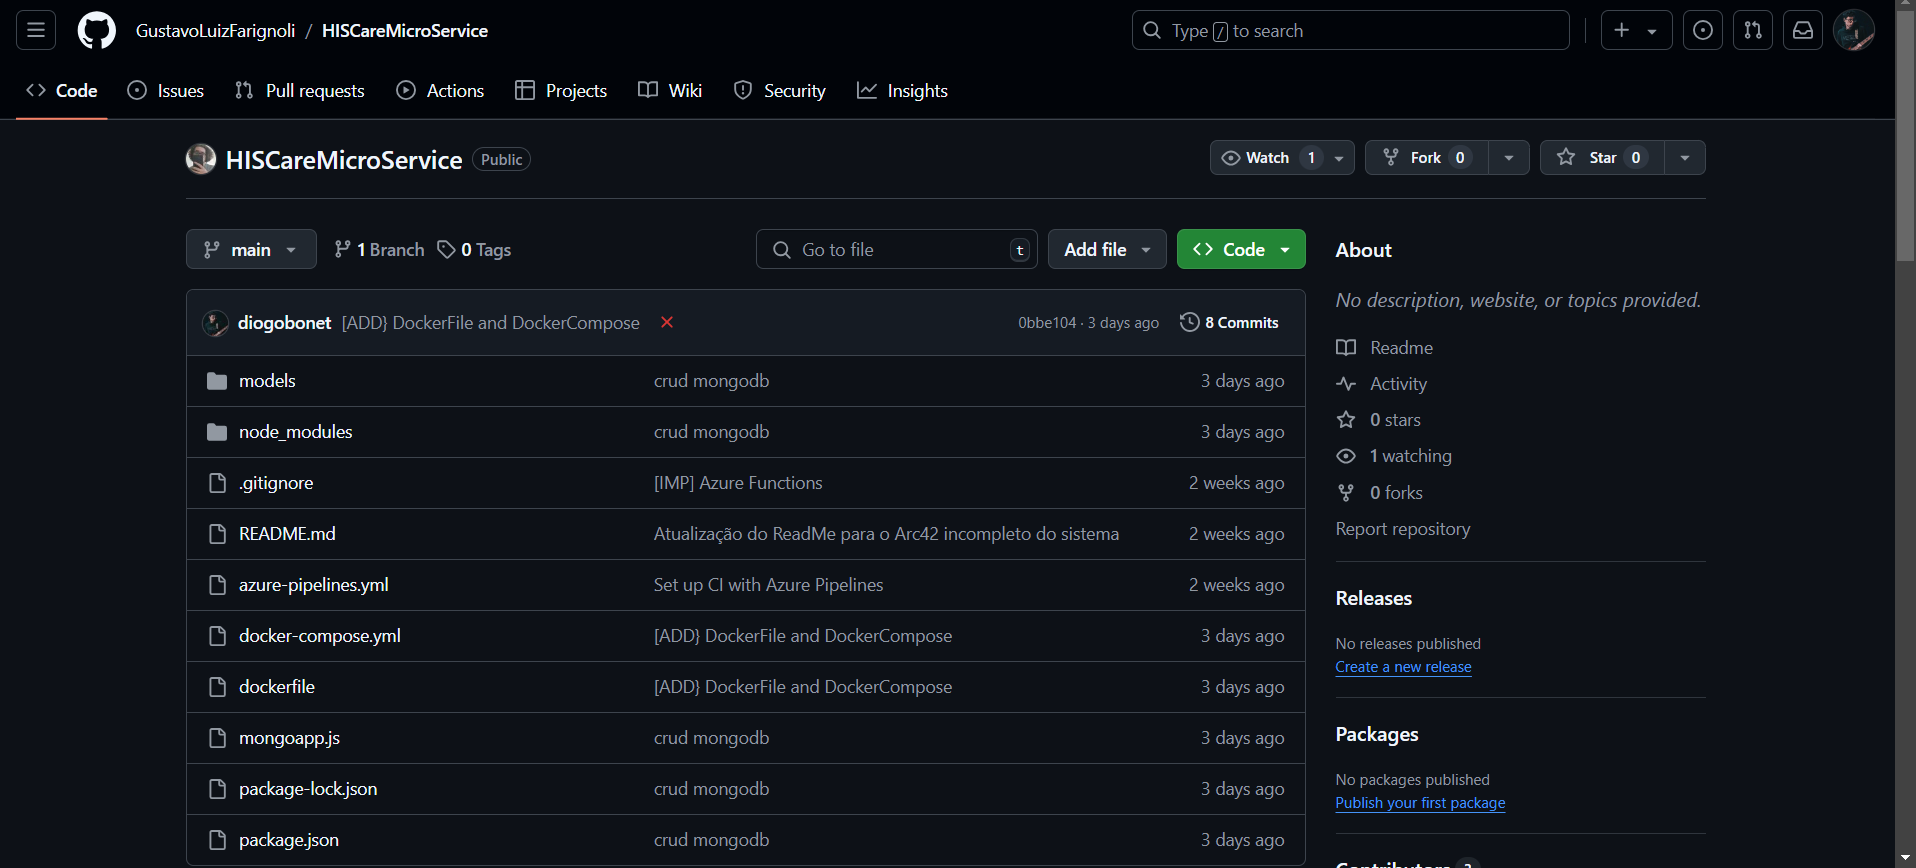 GustavoLuizFarignoli / HISCareMicroService
Type / to search
Code Issues Pull requests Actions Projects Wiki Security Insights
HISCareMicroService Public
Watch 1 Fork 0 Star 0
main 1 Branch 0 Tags
Go to file t Add file Code
diogobonet [ADD} DockerFile and DockerCompose 0bbe104 · 3 days ago 8 Commits
models crud mongodb 3 days ago
node_modules crud mongodb 3 days ago
.gitignore [IMP] Azure Functions 2 weeks ago
README.md Atualização do ReadMe para o Arc42 incompleto do sistema 2 weeks ago
azure-pipelines.yml Set up CI with Azure Pipelines 2 weeks ago
docker-compose.yml [ADD} DockerFile and DockerCompose 3 days ago
dockerfile [ADD} DockerFile and DockerCompose 3 days ago
mongoapp.js crud mongodb 3 days ago
package-lock.json crud mongodb 3 days ago
package.json crud mongodb 3 days ago
About
No description, website, or topics provided.
Readme
Activity
0 stars
1 watching
0 forks
Report repository
Releases
No releases published
Create a new release
Packages
No packages published
Publish your first package
Contributors